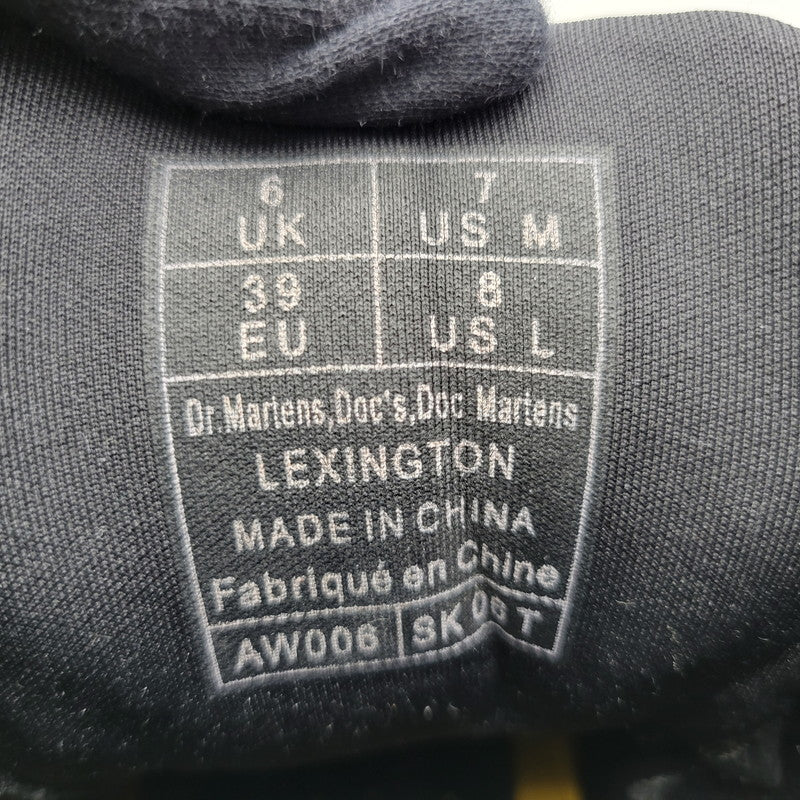 6 7
UK US M
39 8
EU US L
Dr.Martens,Doc's,Doc Martens
LEXINGTON
MADE IN CHINA
Fabriqué en Chine
AW006 SK06T